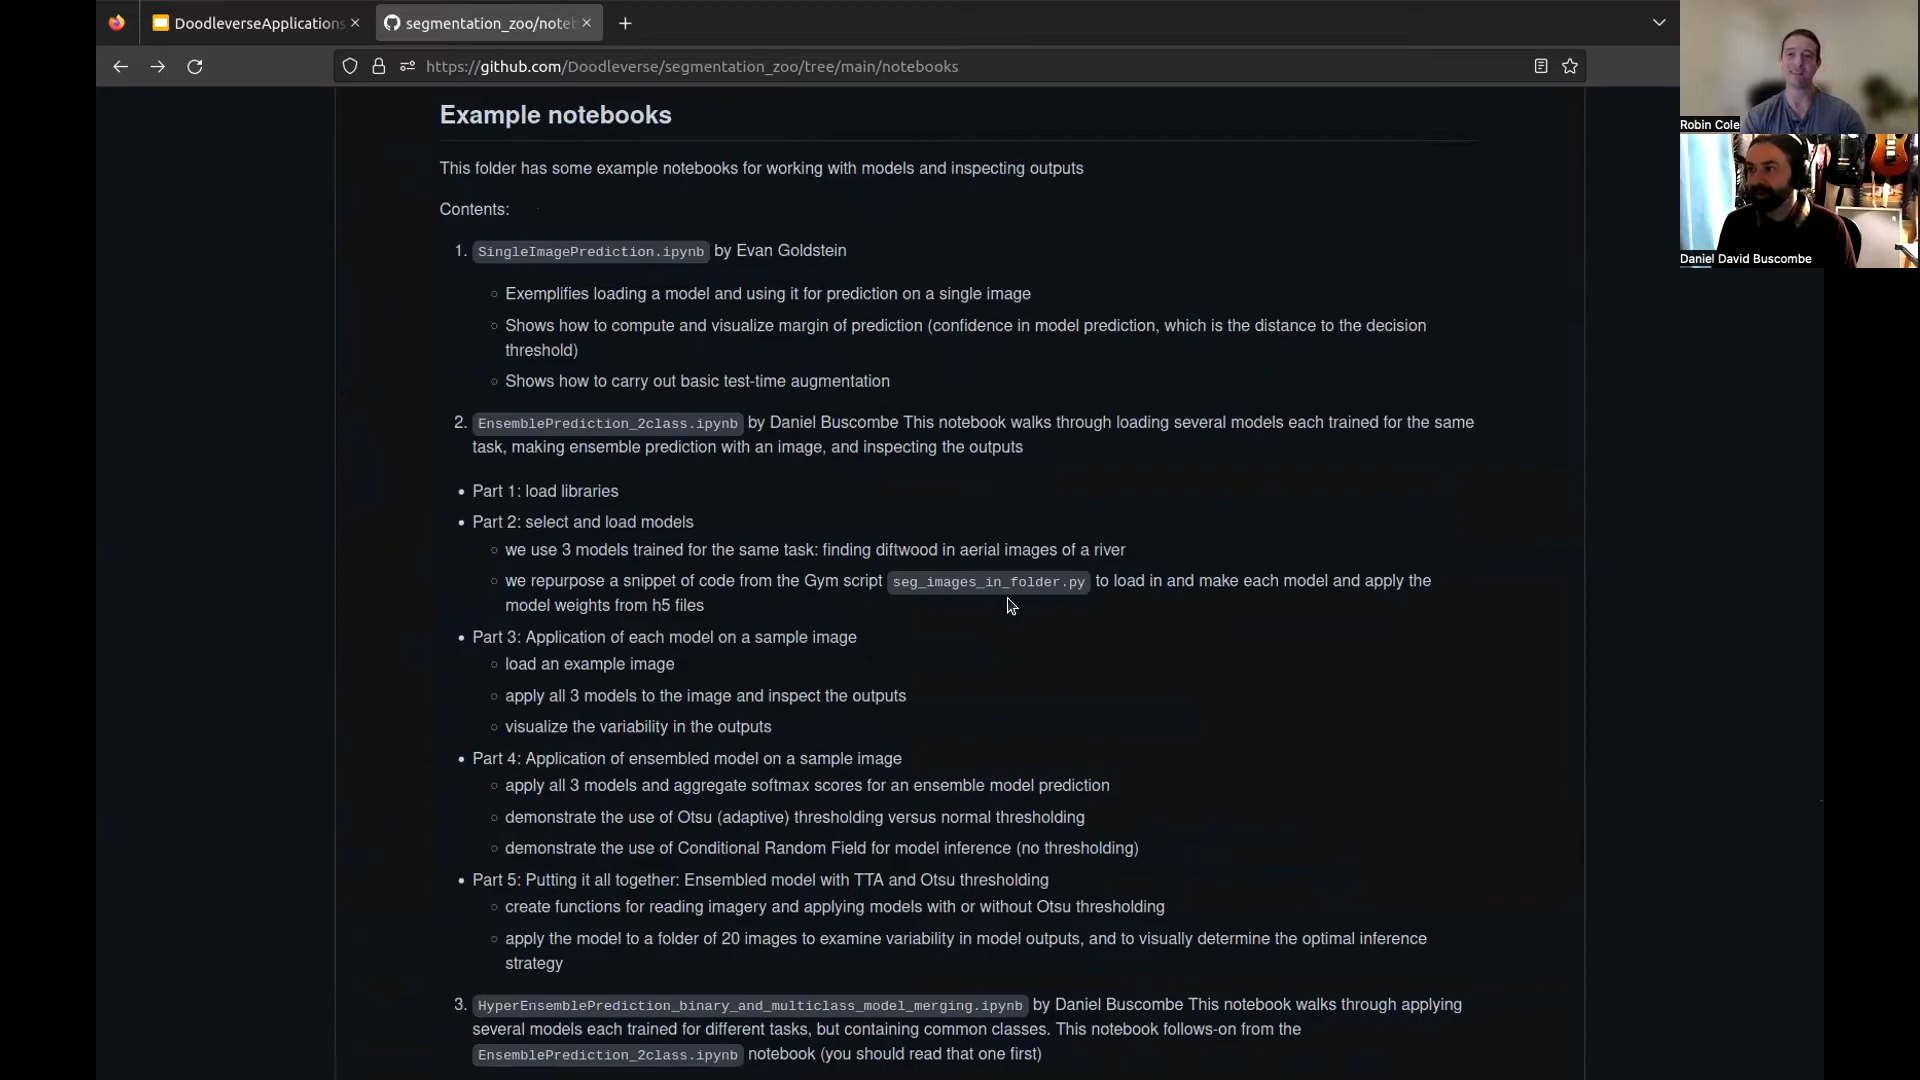 DoodleverseApplications
segmentation_zoo/note
https://github.com/Doodleverse/segmentation_zoo/tree/main/notebooks
Robin Cole
Daniel David Buscombe
Example notebooks
This folder has some example notebooks for working with models and inspecting outputs
Contents:
1. SingleImagePrediction.ipynb by Evan Goldstein
Exemplifies loading a model and using it for prediction on a single image
Shows how to compute and visualize margin of prediction (confidence in model prediction, which is the distance to the decision
threshold)
Shows how to carry out basic test-time augmentation
2. EnsemblePrediction_2class.ipynb by Daniel Buscombe This notebook walks through loading several models each trained for the same
task, making ensemble prediction with an image, and inspecting the outputs
Part 1: load libraries
Part 2: select and load models
we use 3 models trained for the same task: finding diftwood in aerial images of a river
we repurpose a snippet of code from the Gym script seg_images_in_folder.py to load in and make each model and apply the
model weights from h5 files
Part 3: Application of each model on a sample image
load an example image
apply all 3 models to the image and inspect the outputs
visualize the variability in the outputs
Part 4: Application of ensembled model on a sample image
apply all 3 models and aggregate softmax scores for an ensemble model prediction
demonstrate the use of Otsu (adaptive) thresholding versus normal thresholding
demonstrate the use of Conditional Random Field for model inference (no thresholding)
Part 5: Putting it all together: Ensembled model with TTA and Otsu thresholding
create functions for reading imagery and applying models with or without Otsu thresholding
apply the model to a folder of 20 images to examine variability in model outputs, and to visually determine the optimal inference
strategy
3. HyperEnsemblePrediction_binary_and_multiclass_model_merging.ipynb by Daniel Buscombe This notebook walks through applying
several models each trained for different tasks, but containing common classes. This notebook follows-on from the
EnsemblePrediction_2class.ipynb notebook (you should read that one first)